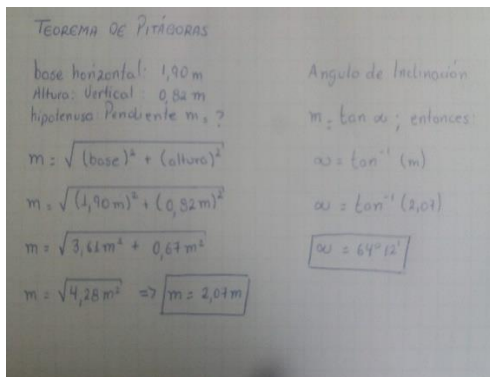 TEOREMA DE PITÁGORAS
base horizontal: 1,90 m
Altura: Vertical : 0,82 m
hipotenusa: Pendiente m = ?
m = √(base)² + (altura)²
m = √(1,90m)² + (0,82m)²
m = √3,61m² + 0,67m²
m = √4,28m² => m = 2,07m
Angulo de Inclinación
m = tan α ; entonces:
α = tan⁻¹ (m)
α = tan⁻¹ (2,07)
α = 64° 12'